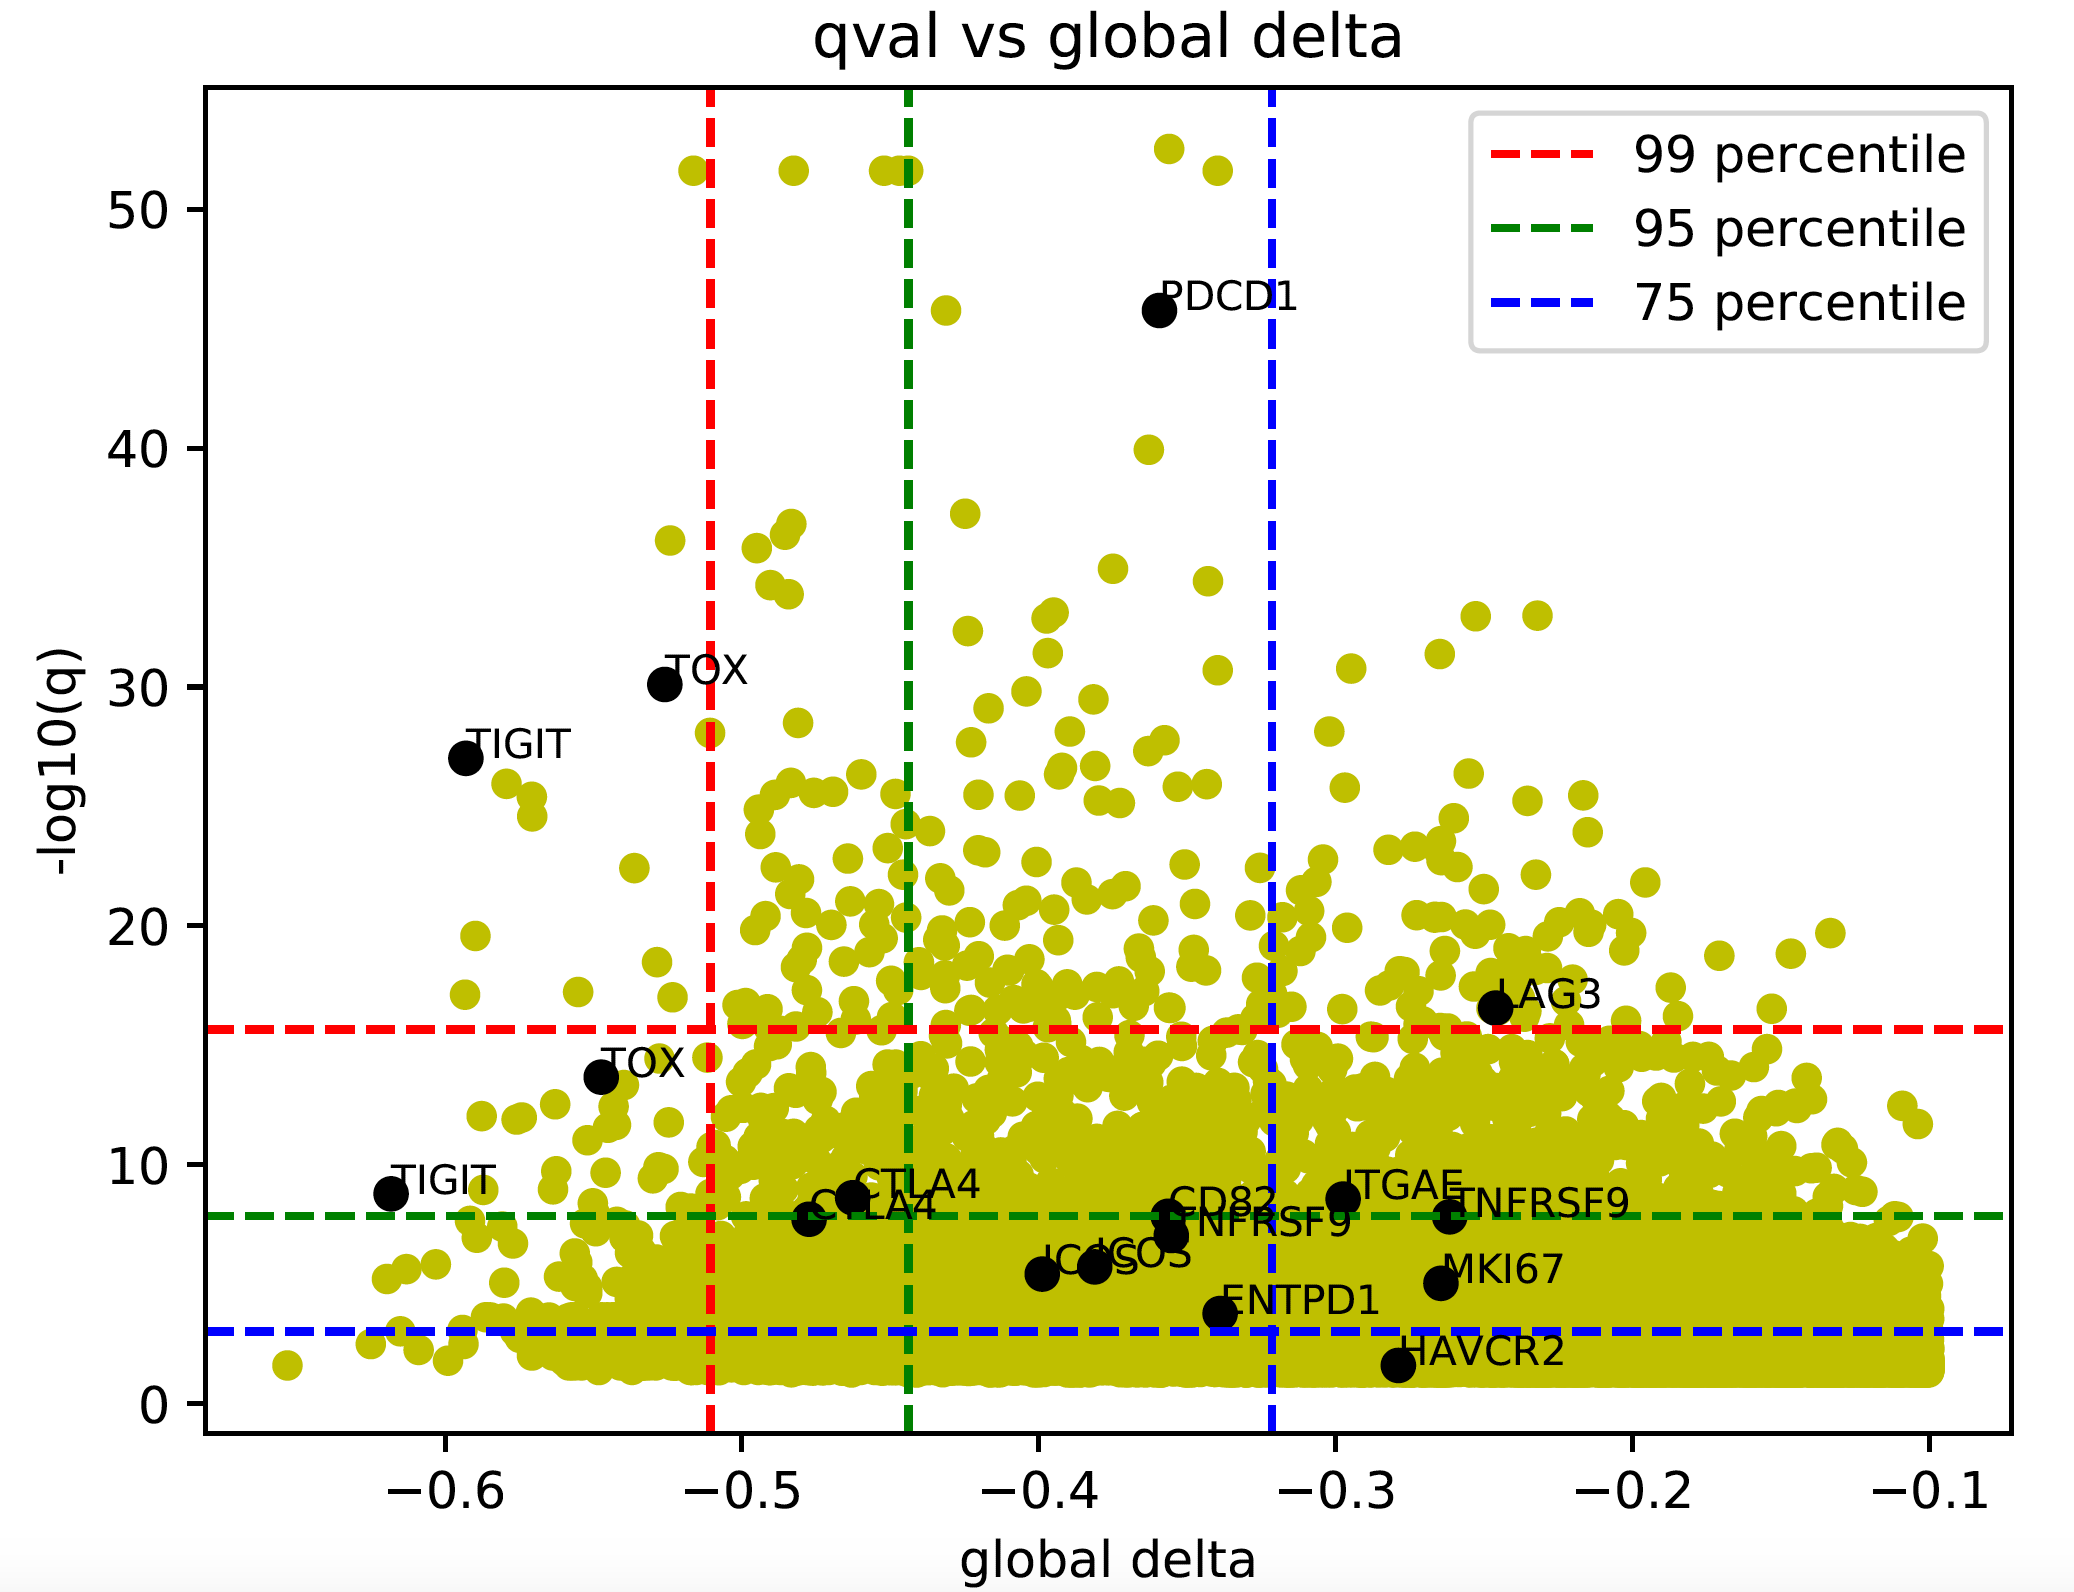 qval vs global delta
99 percentile
95 percentile
75 percentile
50
40
30
20
10
0
-log10(q)
PDCD1
TOX
TIGIT
LAG3
TOX
TIGIT
CTLA4
CTLA4
CD82
TNFRSF9
ITGAE
TNFRSF9
ICOS
ICOS
MKI67
ENTPD1
HAVCR2
−0.6
−0.5
−0.4
−0.3
−0.2
−0.1
global delta